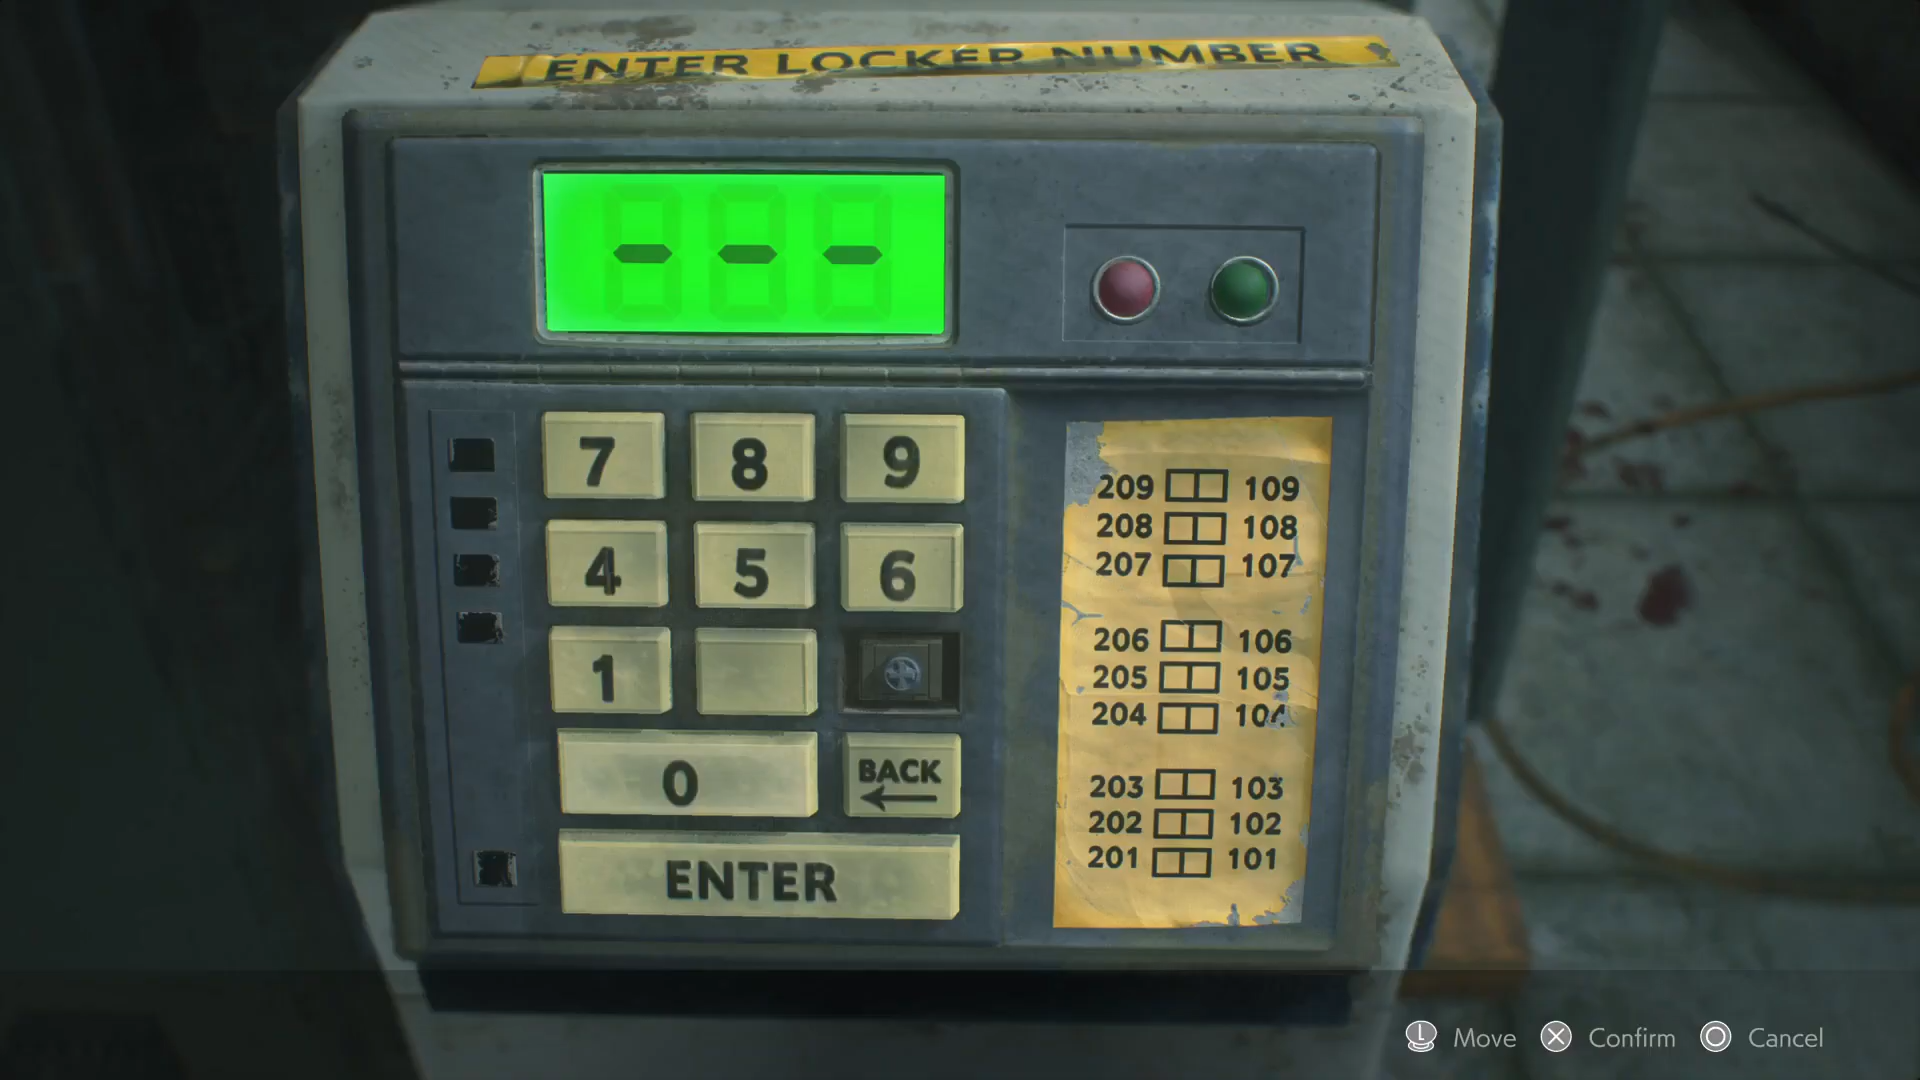 ENTER LOCKER NUMBER
- - -
7 8 9
4 5 6
1
0 BACK
ENTER
209 109
208 108
207 107
206 106
205 105
204 104
203 103
202 102
201 101
L Move Confirm Cancel